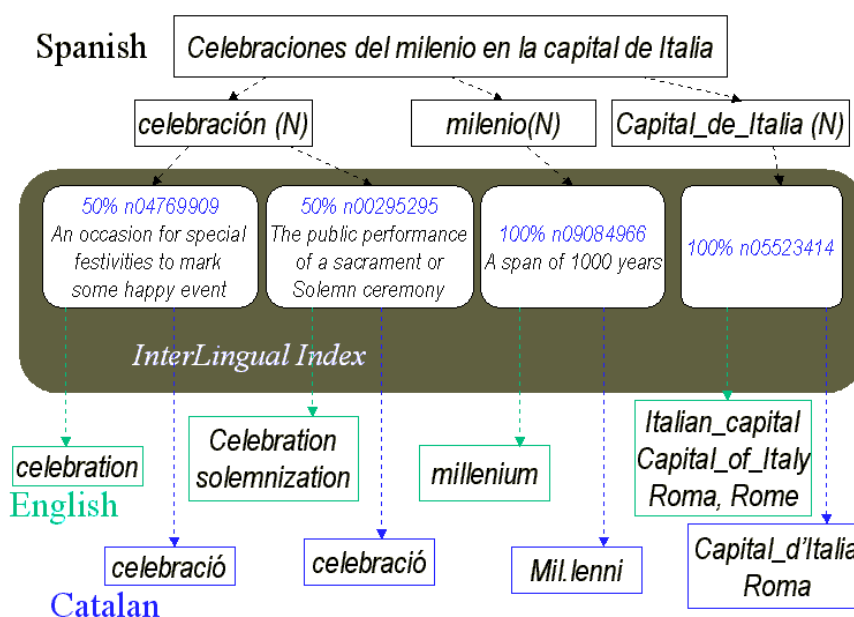 Spanish
Celebraciones del milenio en la capital de Italia
celebración (N)
milenio(N)
Capital_de_Italia (N)
50% n04769909
An occasion for special
festivities to mark
some happy event
50% n00295295
The public performance
of a sacrament or
Solemn ceremony
100% n09084966
A span of 1000 years
100% n05523414
InterLingual Index
celebration
Celebration
solemnization
millenium
Italian_capital
Capital_of_Italy
Roma, Rome
English
celebració
celebració
Mil.lenni
Capital_d'Italia
Roma
Catalan